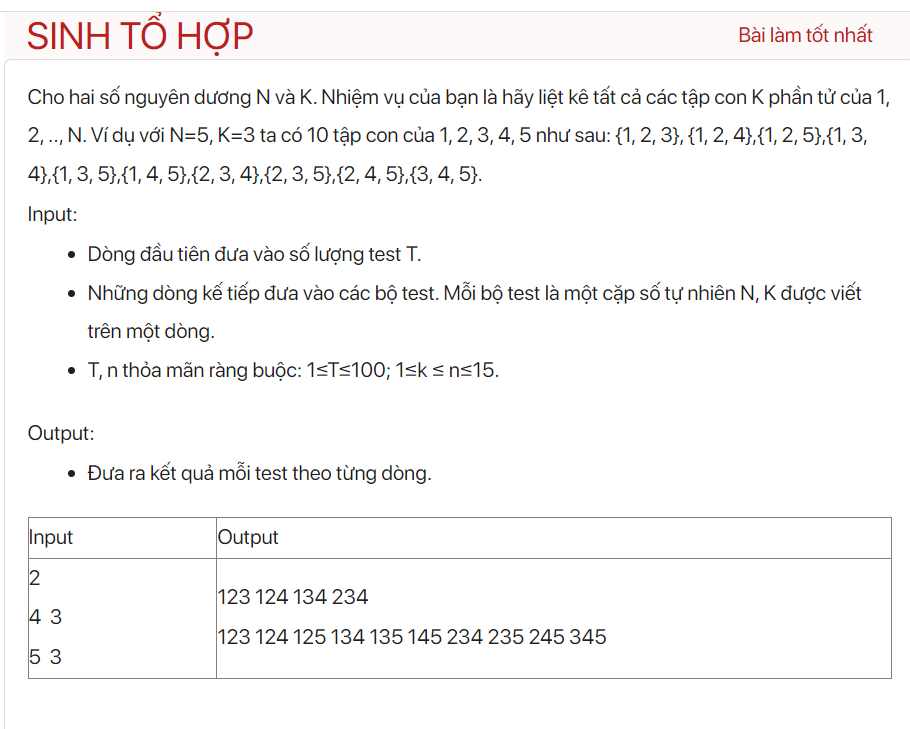 SINH TỔ HỢP
Bài làm tốt nhất
Cho hai số nguyên dương N và K. Nhiệm vụ của bạn là hãy liệt kê tất cả các tập con K phần tử của 1,
2, .., N. Ví dụ với N=5, K=3 ta có 10 tập con của 1, 2, 3, 4, 5 như sau: {1, 2, 3}, {1, 2, 4},{1, 2, 5},{1, 3,
4},{1, 3, 5},{1, 4, 5},{2, 3, 4},{2, 3, 5},{2, 4, 5},{3, 4, 5}.
Input:
Dòng đầu tiên đưa vào số lượng test T.
Những dòng kế tiếp đưa vào các bộ test. Mỗi bộ test là một cặp số tự nhiên N, K được viết
trên một dòng.
T, n thỏa mãn ràng buộc: 1≤T≤100; 1≤k ≤ n≤15.
Output:
Đưa ra kết quả mỗi test theo từng dòng.
Input
Output
2
4 3
5 3
123 124 134 234
123 124 125 134 135 145 234 235 245 345